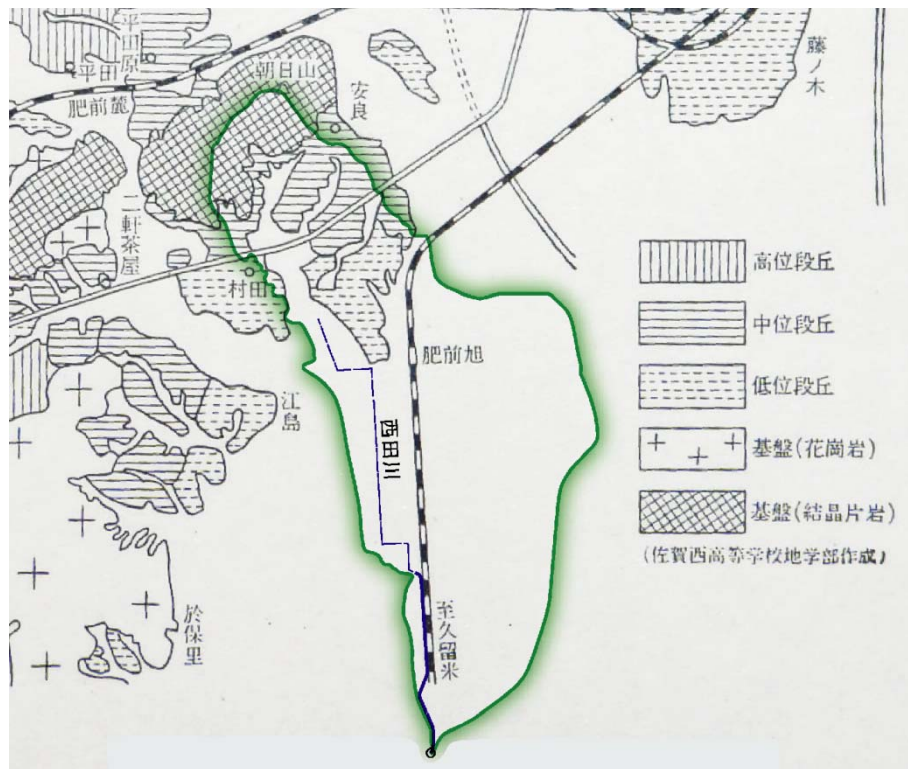 平田原
平田
肥前麓
朝日山
安良
藤ノ木
二軒茶屋
村田
江島
肥前旭
西田川
至久留米
於保里
高位段丘
中位段丘
低位段丘
基盤(花崗岩)
基盤(結晶片岩)
(佐賀西高等学校地学部作成)